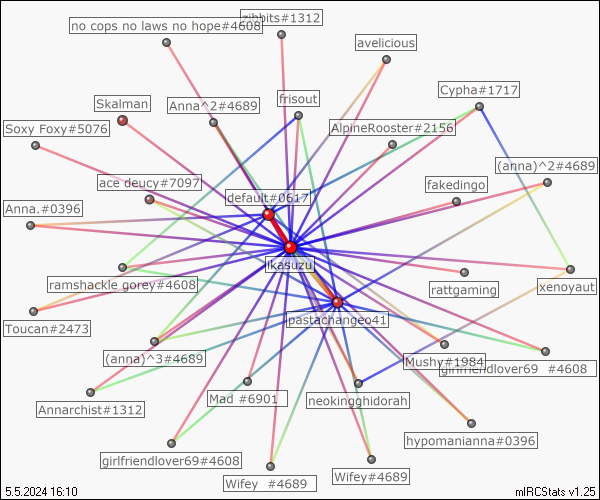 no cops no laws no hope#4608
zibbits#1312
avelicious
Cypha#1717
Skalman
Anna^2#4689
frisout
AlpineRooster#2156
Soxy Foxy#5076
(anna)^2#4689
ace deucy#7097
fakedingo
default#0617
Anna.#0396
ikasuzu
ramshackle gorey#4608
rattgaming
xenoyaut
pastachangeo41
Toucan#2473
(anna)^3#4689
Mushy#1984
girlfriendlover69 #4608
Mad #6901
neokingghidorah
Annarchist#1312
hypomanianna#0396
girlfriendlover69#4608
Wifey #4689
Wifey#4689
5.5.2024 16:10
mIRCStats v1.25